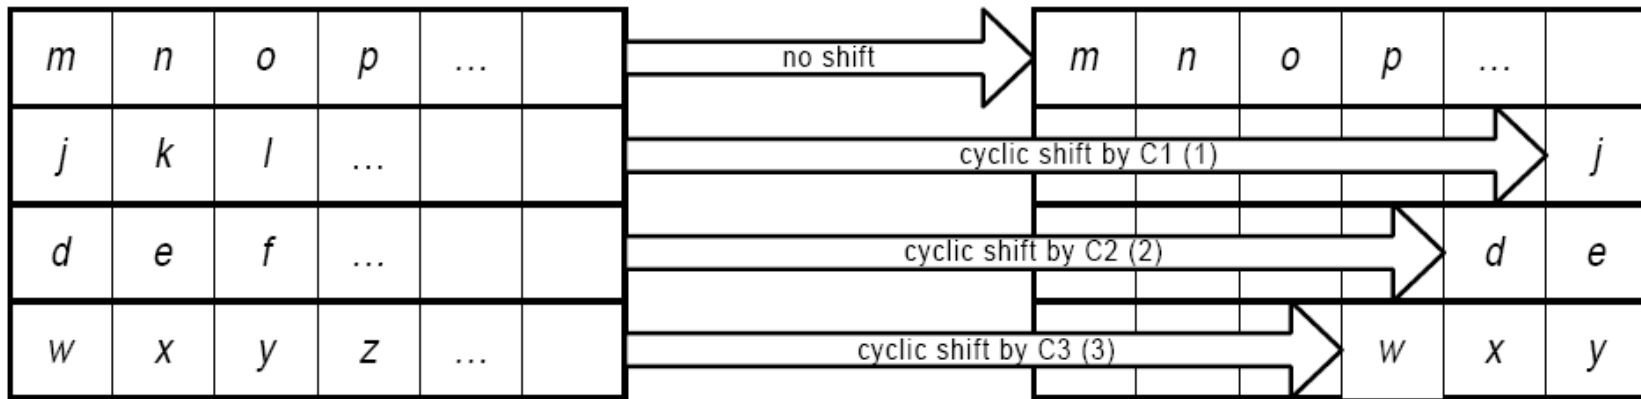 m n o p ... no shift m n o p ...
j k l ... cyclic shift by C1 (1) j
d e f ... cyclic shift by C2 (2) d e
w x y z ... cyclic shift by C3 (3) w x y